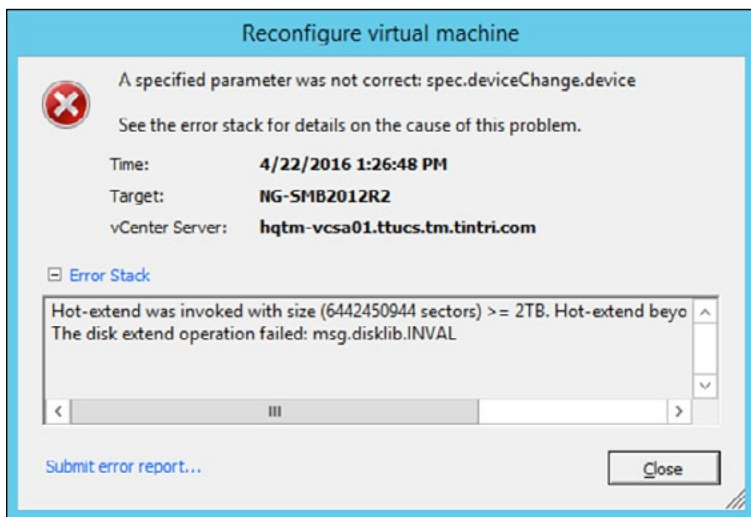 Reconfigure virtual machine
A specified parameter was not correct: spec.deviceChange.device
See the error stack for details on the cause of this problem.
Time: 4/22/2016 1:26:48 PM
Target: NG-SMB2012R2
vCenter Server: hqtm-vcsa01.ttucs.tm.tintri.com
Error Stack
Hot-extend was invoked with size (6442450944 sectors) >= 2TB. Hot-extend beyo
The disk extend operation failed: msg.disklib.INVAL
Submit error report...
Close